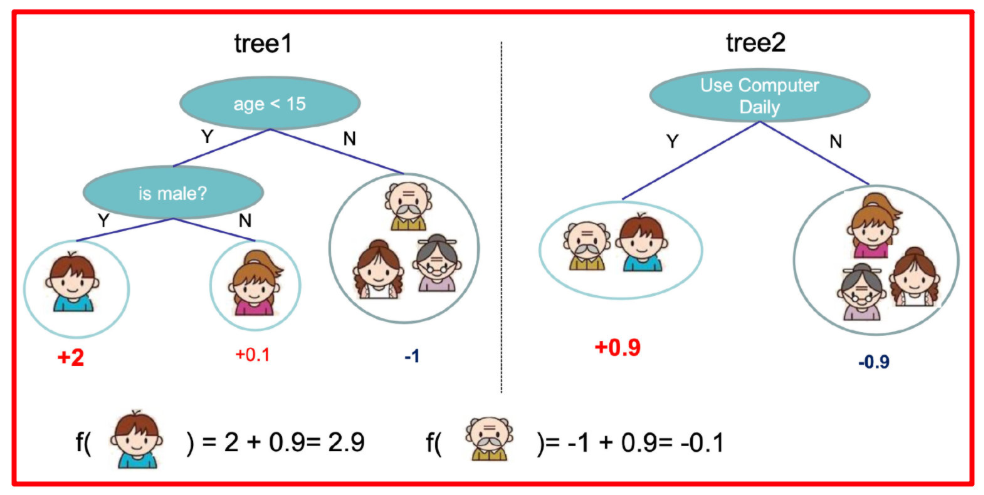 tree1
tree2
age < 15
Use Computer
Daily
Y
N
Y
N
is male?
Y
N
+2
+0.1
-1
+0.9
-0.9
f( ) = 2 + 0.9= 2.9
f( )= -1 + 0.9= -0.1